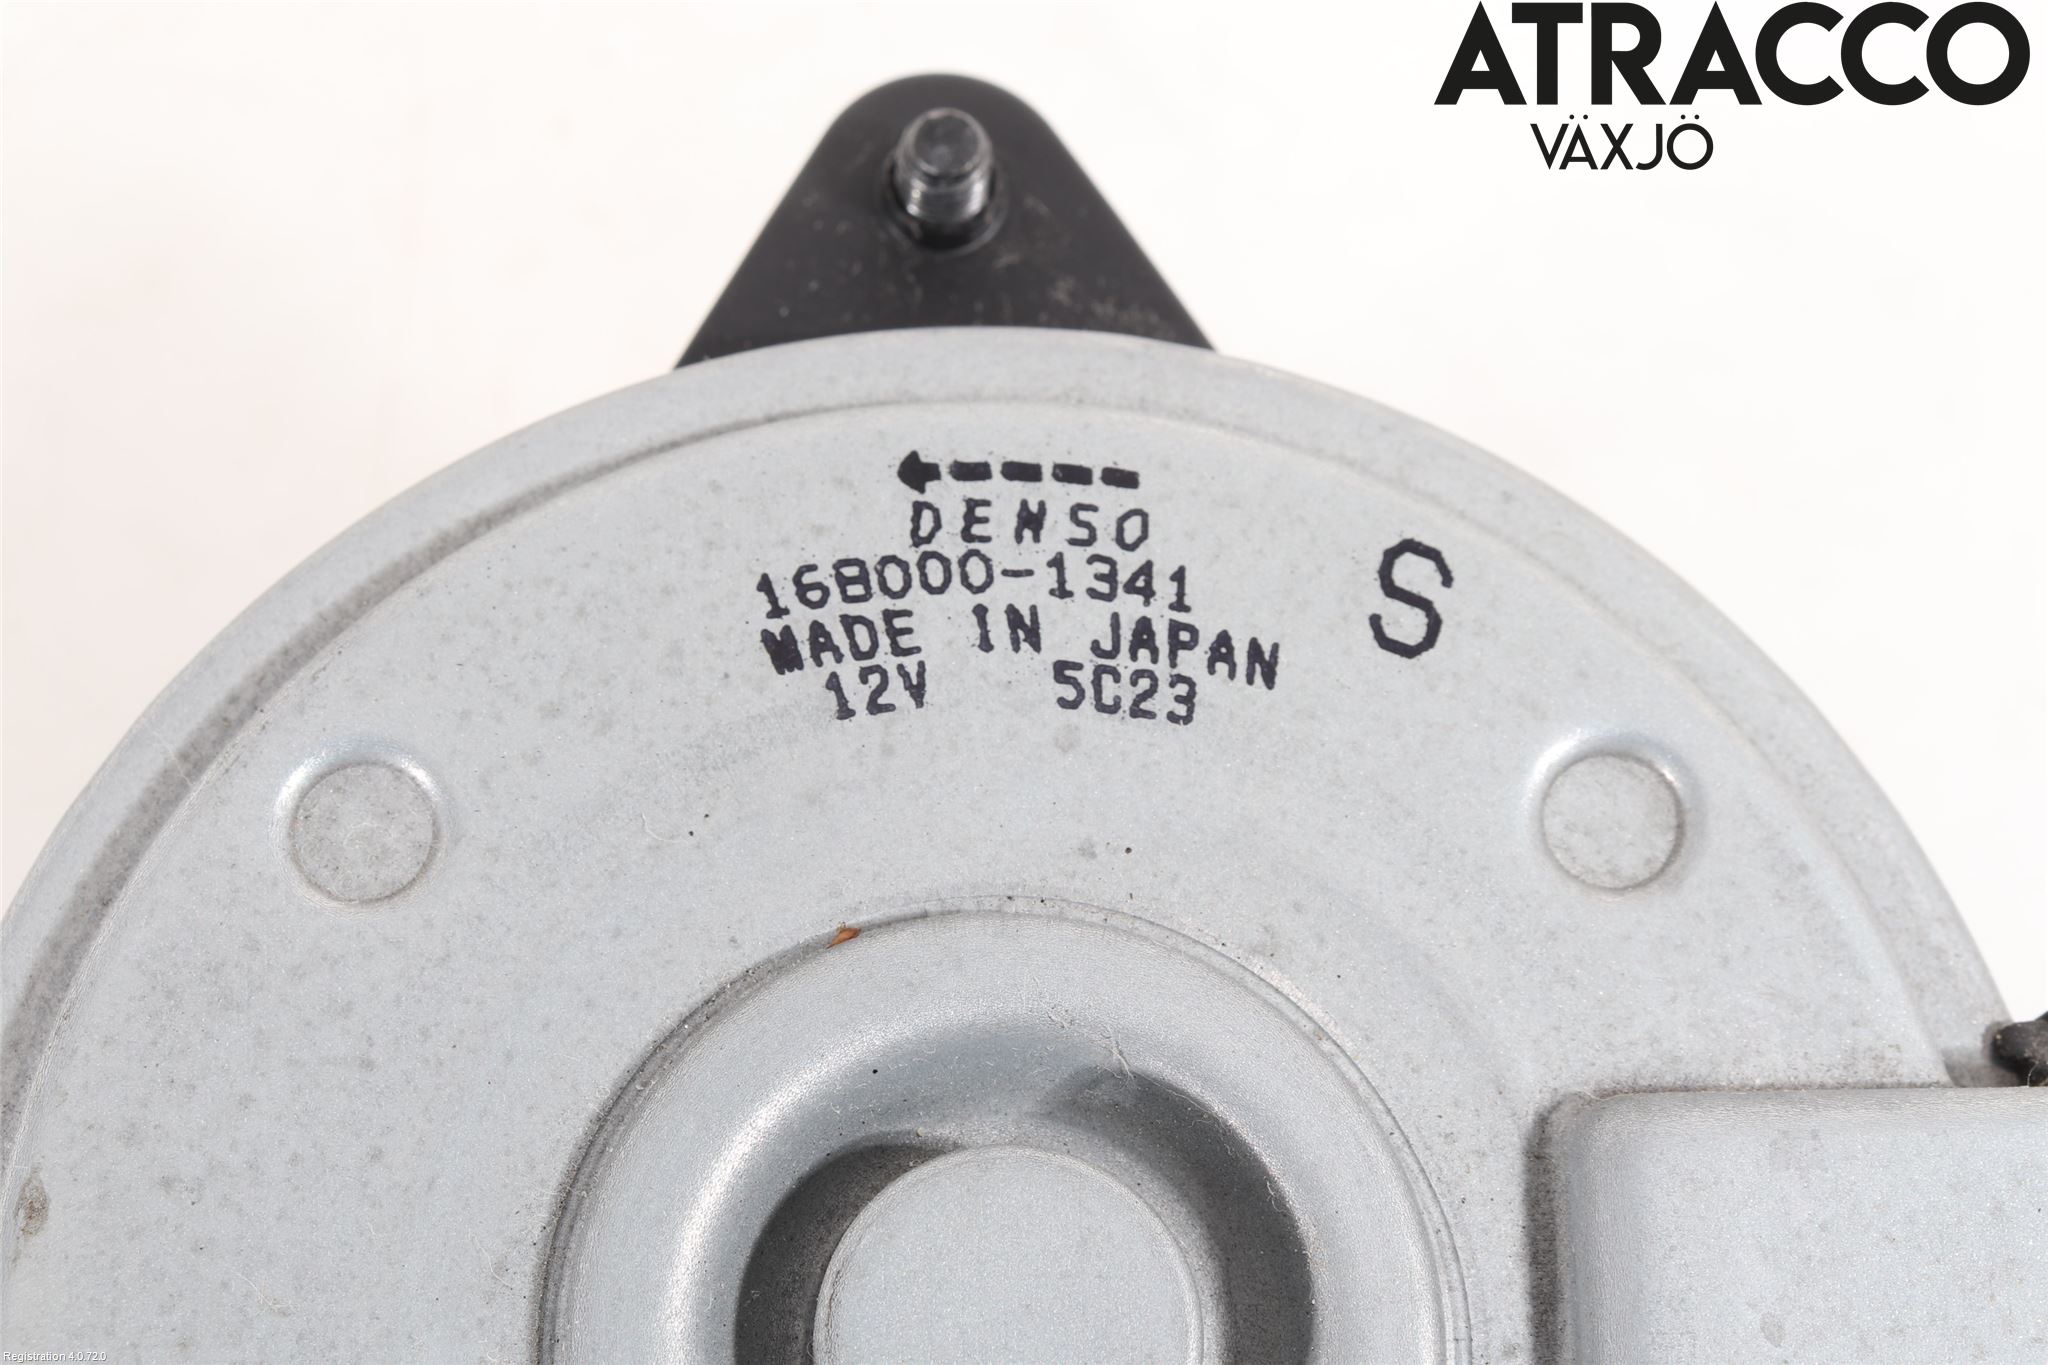 ATRACCO
VÄXJÖ
DENSO
168000-1341
S
MADE IN JAPAN
12V 5C23
Registration 4.0.72.0